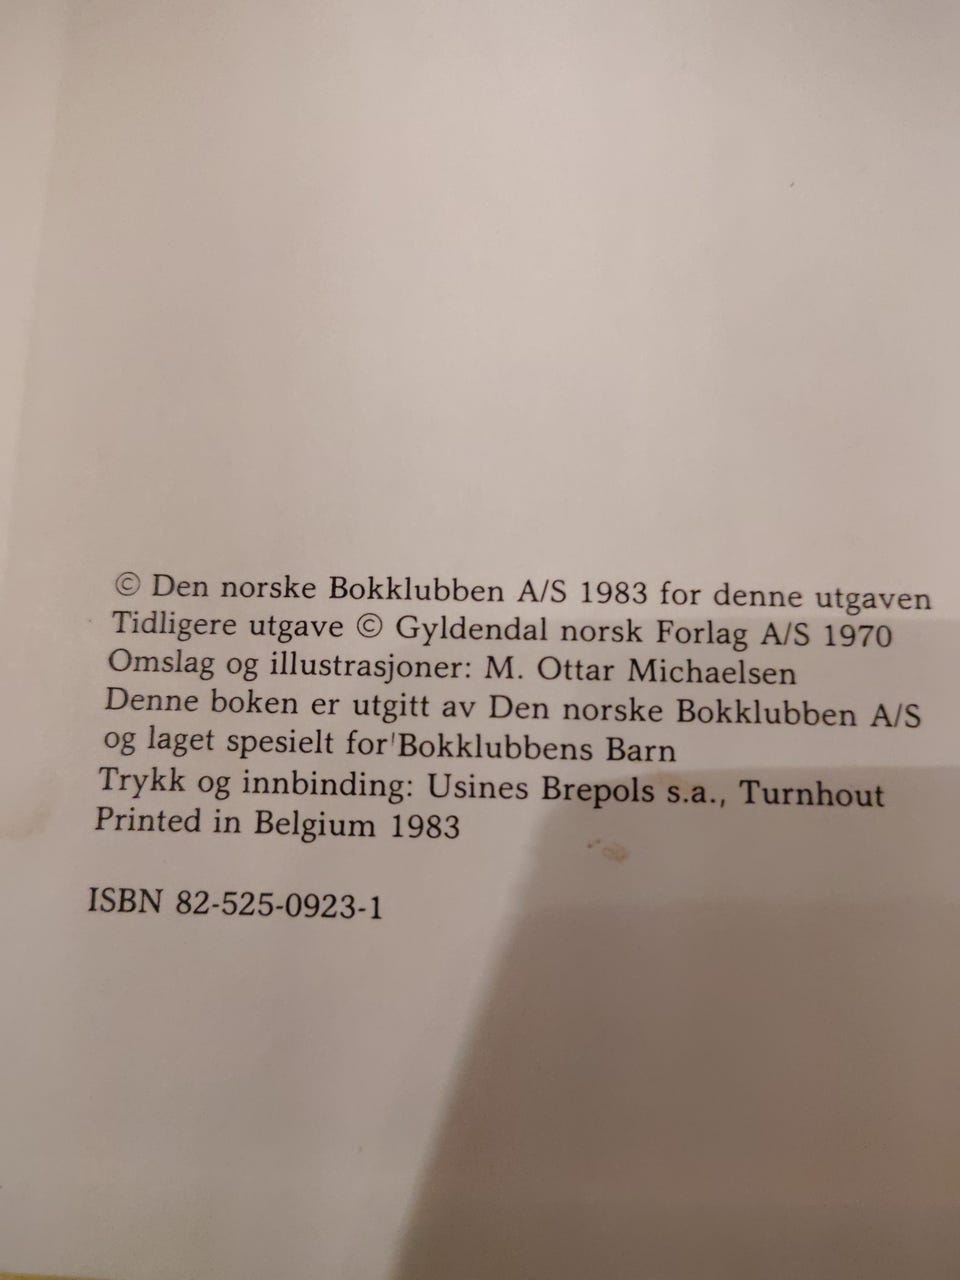 © Den norske Bokklubben A/S 1983 for denne utgaven
Tidligere utgave © Gyldendal norsk Forlag A/S 1970
Omslag og illustrasjoner: M. Ottar Michaelsen
Denne boken er utgitt av Den norske Bokklubben A/S
og laget spesielt for'Bokklubbens Barn
Trykk og innbinding: Usines Brepols s.a., Turnhout
Printed in Belgium 1983
ISBN 82-525-0923-1